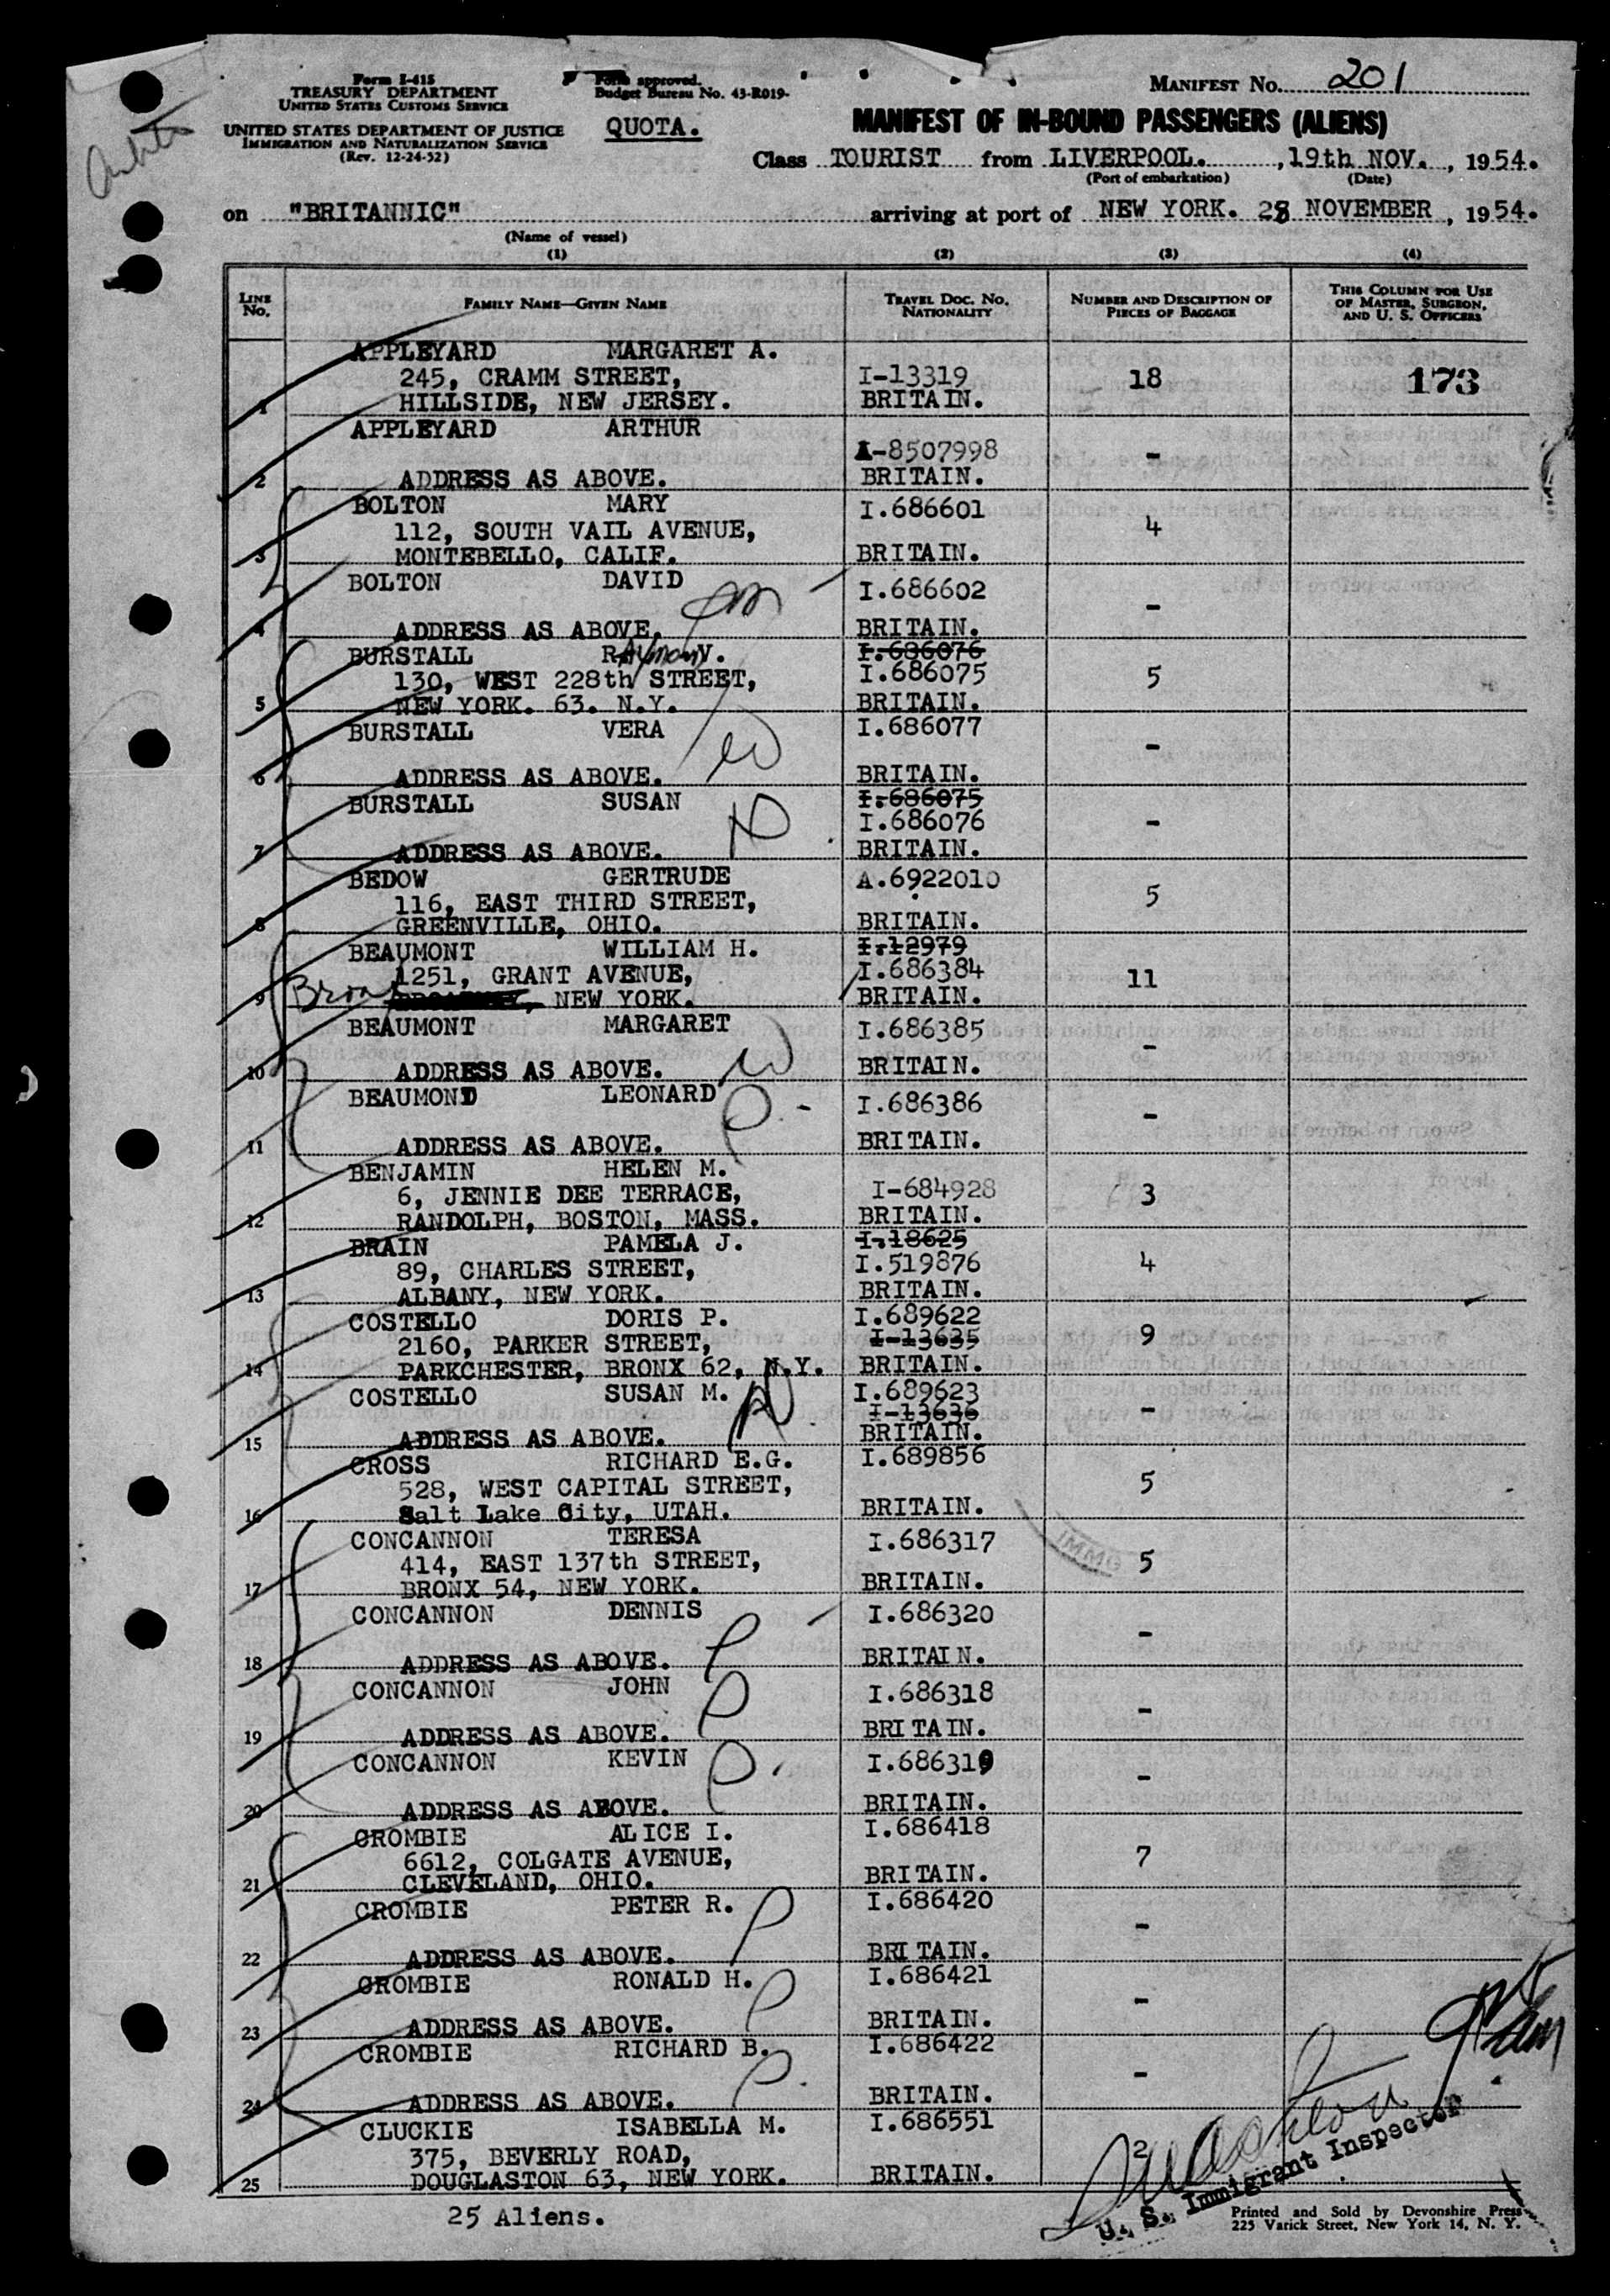 Form I-415
TREASURY DEPARTMENT
UNITED STATES CUSTOMS SERVICE
UNITED STATES DEPARTMENT OF JUSTICE
IMMIGRATION AND NATURALIZATION SERVICE
(Rev. 12-24-52)
Form approved.
Budget Bureau No. 43-R019-
QUOTA.
MANIFEST No. 201
MANIFEST OF IN-BOUND PASSENGERS (ALIENS)
Class TOURIST from LIVERPOOL. , 19th NOV. , 1954.
(Port of embarkation) (Date)
on "BRITANNIC" arriving at port of NEW YORK. 28 NOVEMBER , 1954.
(Name of vessel)
(1) (2) (3) (4)
LINE No. FAMILY NAME—GIVEN NAME TRAVEL DOC. No. NATIONALITY NUMBER AND DESCRIPTION OF PIECES OF BAGGAGE THIS COLUMN FOR USE OF MASTER, SURGEON, AND U. S. OFFICERS
APPLEYARD MARGARET A.
245, CRAMM STREET, I-13319 18 173
1 HILLSIDE, NEW JERSEY. BRITAIN.
APPLEYARD ARTHUR
A-8507998 -
2 ADDRESS AS ABOVE. BRITAIN.
BOLTON MARY I.686601
112, SOUTH VAIL AVENUE, 4
3 MONTEBELLO, CALIF. BRITAIN.
BOLTON DAVID I.686602
-
4 ADDRESS AS ABOVE. BRITAIN.
BURSTALL RAYmond V. I.686076
130, WEST 228th STREET, I.686075 5
5 NEW YORK. 63. N.Y. BRITAIN.
BURSTALL VERA I.686077
-
6 ADDRESS AS ABOVE. BRITAIN.
BURSTALL SUSAN I.686075
I.686076 -
7 ADDRESS AS ABOVE. BRITAIN.
BEDOW GERTRUDE A.6922010
116, EAST THIRD STREET, 5
8 GREENVILLE, OHIO. BRITAIN.
BEAUMONT WILLIAM H. I.12979
1251, GRANT AVENUE, I.686384 11
9 Bronx NEW YORK. BRITAIN.
BEAUMONT MARGARET I.686385
-
10 ADDRESS AS ABOVE. BRITAIN.
BEAUMOND LEONARD I.686386
-
11 ADDRESS AS ABOVE. BRITAIN.
BENJAMIN HELEN M.
6, JENNIE DEE TERRACE, I-684928 3
12 RANDOLPH, BOSTON, MASS. BRITAIN.
BRAIN PAMELA J. I.18625
89, CHARLES STREET, I.519876 4
13 ALBANY, NEW YORK. BRITAIN.
COSTELLO DORIS P. I.689622
2160, PARKER STREET, I-13635 9
14 PARKCHESTER, BRONX 62, N.Y. BRITAIN.
COSTELLO SUSAN M. I.689623
I-13636 -
15 ADDRESS AS ABOVE. BRITAIN.
CROSS RICHARD E.G. I.689856
528, WEST CAPITAL STREET, 5
16 Salt Lake City, UTAH. BRITAIN.
CONCANNON TERESA I.686317
414, EAST 137th STREET, 5
17 BRONX 54, NEW YORK. BRITAIN.
CONCANNON DENNIS I.686320
-
18 ADDRESS AS ABOVE. BRITAIN.
CONCANNON JOHN I.686318
-
19 ADDRESS AS ABOVE. BRITAIN.
CONCANNON KEVIN I.686319
-
20 ADDRESS AS ABOVE. BRITAIN.
CROMBIE ALICE I. I.686418
6612, COLGATE AVENUE, 7
21 CLEVELAND, OHIO. BRITAIN.
CROMBIE PETER R. I.686420
-
22 ADDRESS AS ABOVE. BRITAIN.
CROMBIE RONALD H. I.686421
-
23 ADDRESS AS ABOVE. BRITAIN.
CROMBIE RICHARD B. I.686422
-
24 ADDRESS AS ABOVE. BRITAIN.
CLUCKIE ISABELLA M. I.686551
375, BEVERLY ROAD, 2
25 DOUGLASTON 63, NEW YORK. BRITAIN.
25 Aliens.
U. S. Immigrant Inspector
Printed and Sold by Devonshire Press
225 Varick Street, New York 14, N. Y.
IMMG